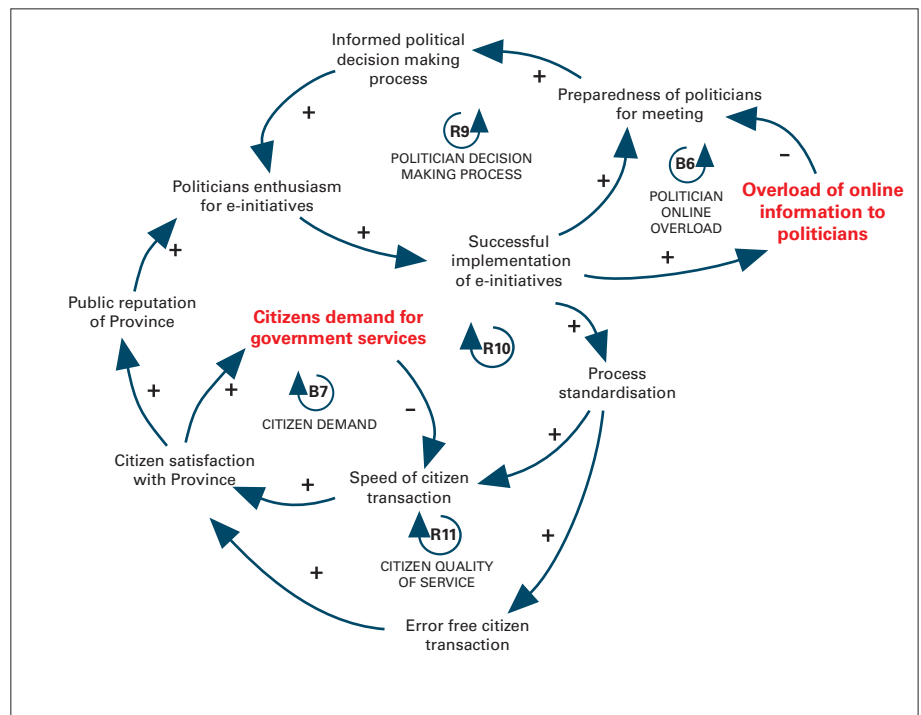 Informed political
decision making
process
+
+
Preparedness of politicians
for meeting
R9
POLITICIAN DECISION
MAKING PROCESS
B6
POLITICIAN
ONLINE
OVERLOAD
–
+
Politicians enthusiasm
for e-initiatives
Overload of online
information to
politicians
+
Successful
implementation
of e-initiatives
+
+
Public reputation
of Province
Citizens demand for
government services
R10
+
Process
standardisation
+
+
B7
CITIZEN DEMAND
–
+
Citizen satisfaction
with Province
+
Speed of citizen
transaction
R11
CITIZEN QUALITY
OF SERVICE
+
+
Error free citizen
transaction